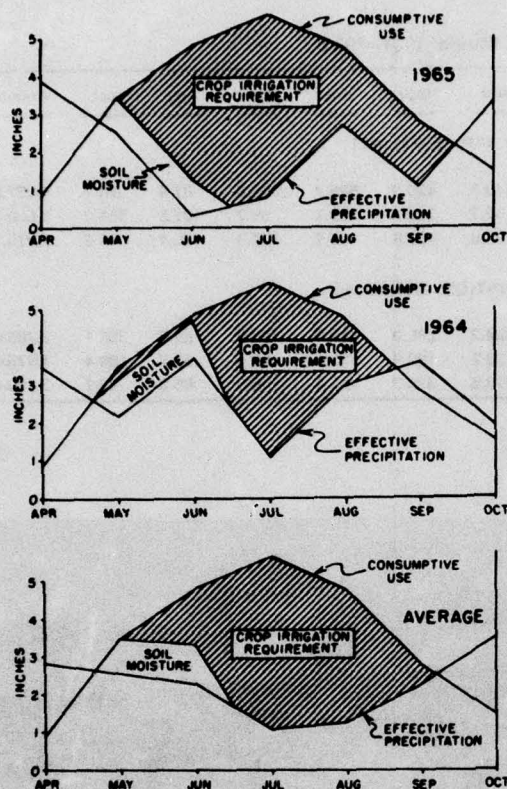 CONSUMPTIVE
USE
1965
5
4
3
2
1
0
INCHES
CROP IRRIGATION
REQUIREMENT
SOIL
MOISTURE
EFFECTIVE
PRECIPITATION
APR MAY JUN JUL AUG SEP OCT
CONSUMPTIVE
USE
1964
5
4
3
2
1
0
INCHES
SOIL
MOISTURE
CROP IRRIGATION
REQUIREMENT
EFFECTIVE
PRECIPITATION
APR MAY JUN JUL AUG SEP OCT
CONSUMPTIVE
USE
AVERAGE
5
4
3
2
1
0
INCHES
CROP IRRIGATION
REQUIREMENT
SOIL MOISTURE
EFFECTIVE
PRECIPITATION
APR MAY JUN JUL AUG SEP OCT